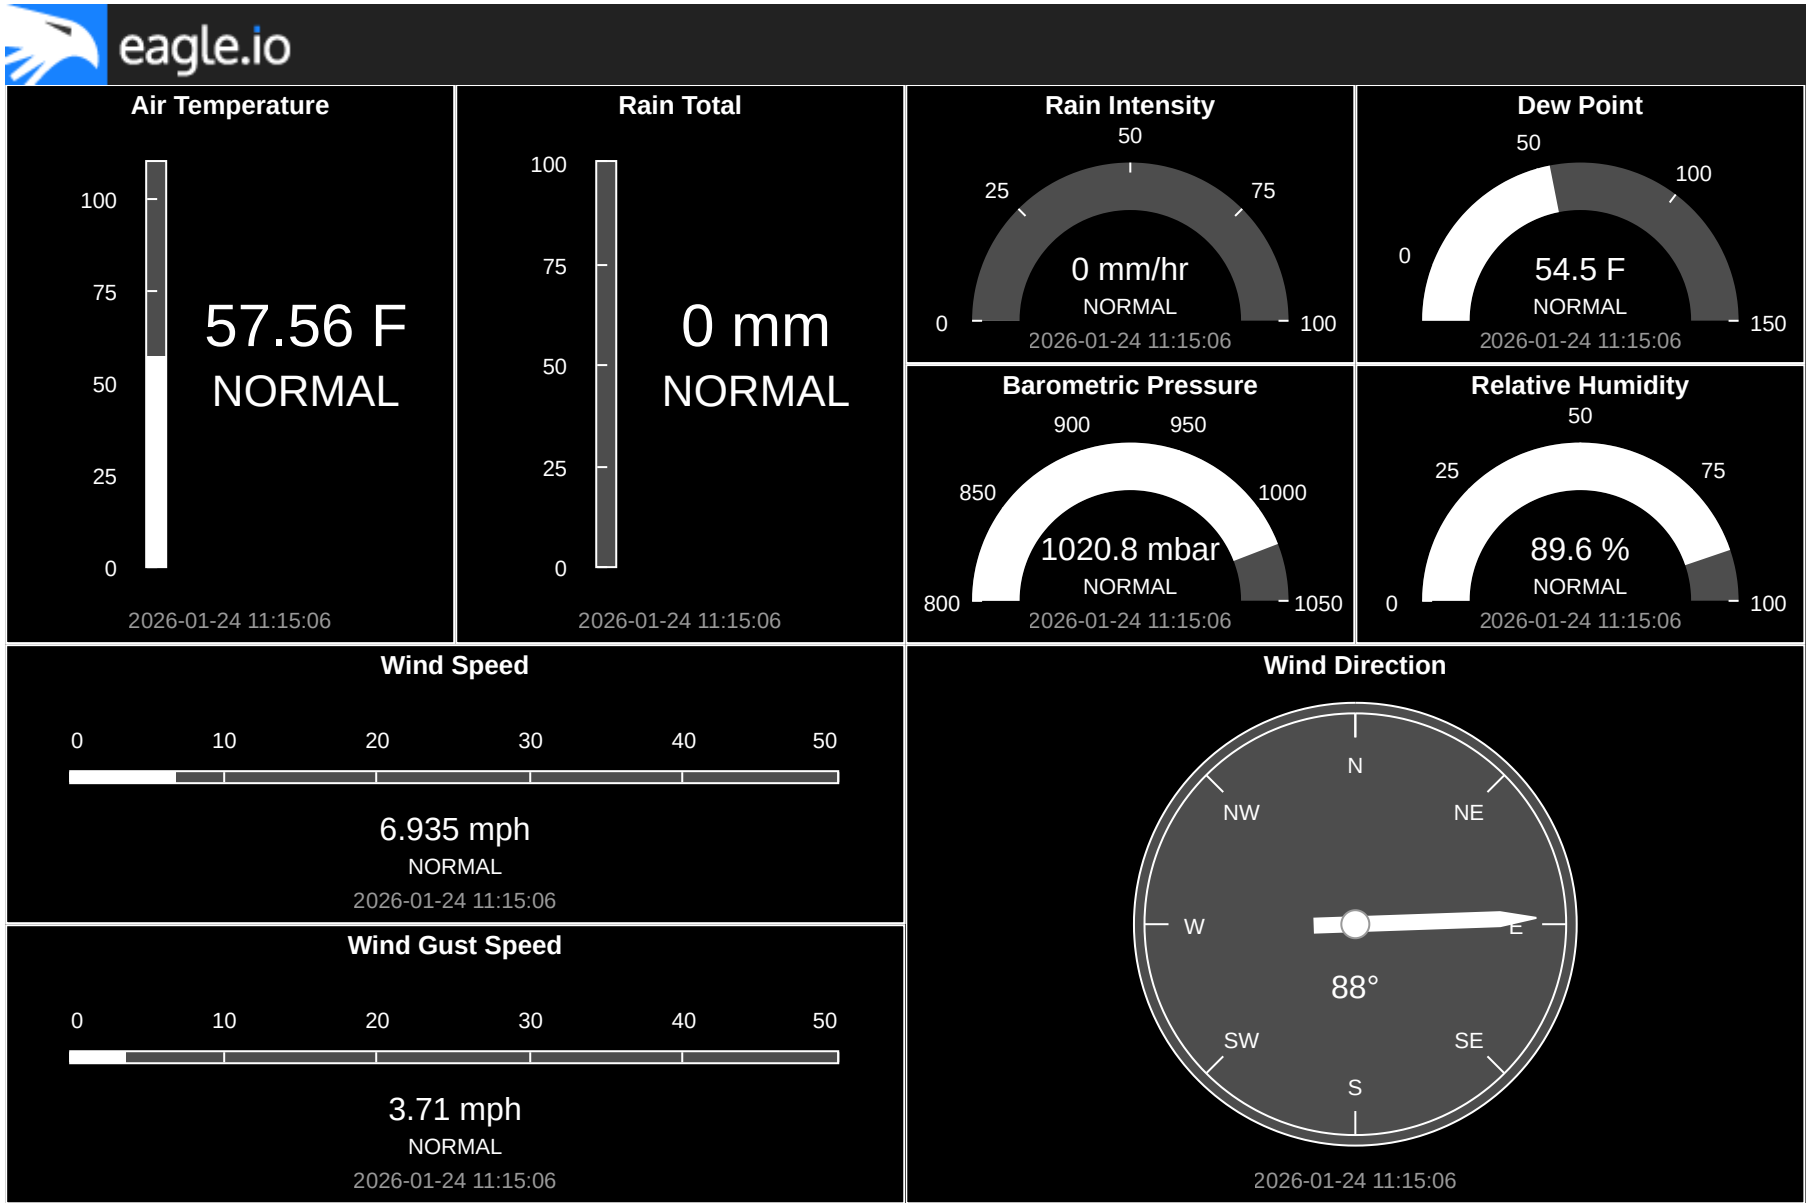 eagle.io
Air Temperature
100
75
50
25
0
57.56 F
NORMAL
2026-01-24 11:15:06
Rain Total
100
75
50
25
0
0 mm
NORMAL
2026-01-24 11:15:06
Rain Intensity
50
25
75
0
100
0 mm/hr
NORMAL
2026-01-24 11:15:06
Dew Point
50
100
0
150
54.5 F
NORMAL
2026-01-24 11:15:06
Barometric Pressure
900
950
850
1000
800
1050
1020.8 mbar
NORMAL
2026-01-24 11:15:06
Relative Humidity
50
25
75
0
100
89.6 %
NORMAL
2026-01-24 11:15:06
Wind Speed
0 10 20 30 40 50
6.935 mph
NORMAL
2026-01-24 11:15:06
Wind Gust Speed
0 10 20 30 40 50
3.71 mph
NORMAL
2026-01-24 11:15:06
Wind Direction
N
NW NE
W E
88°
SW SE
S
2026-01-24 11:15:06